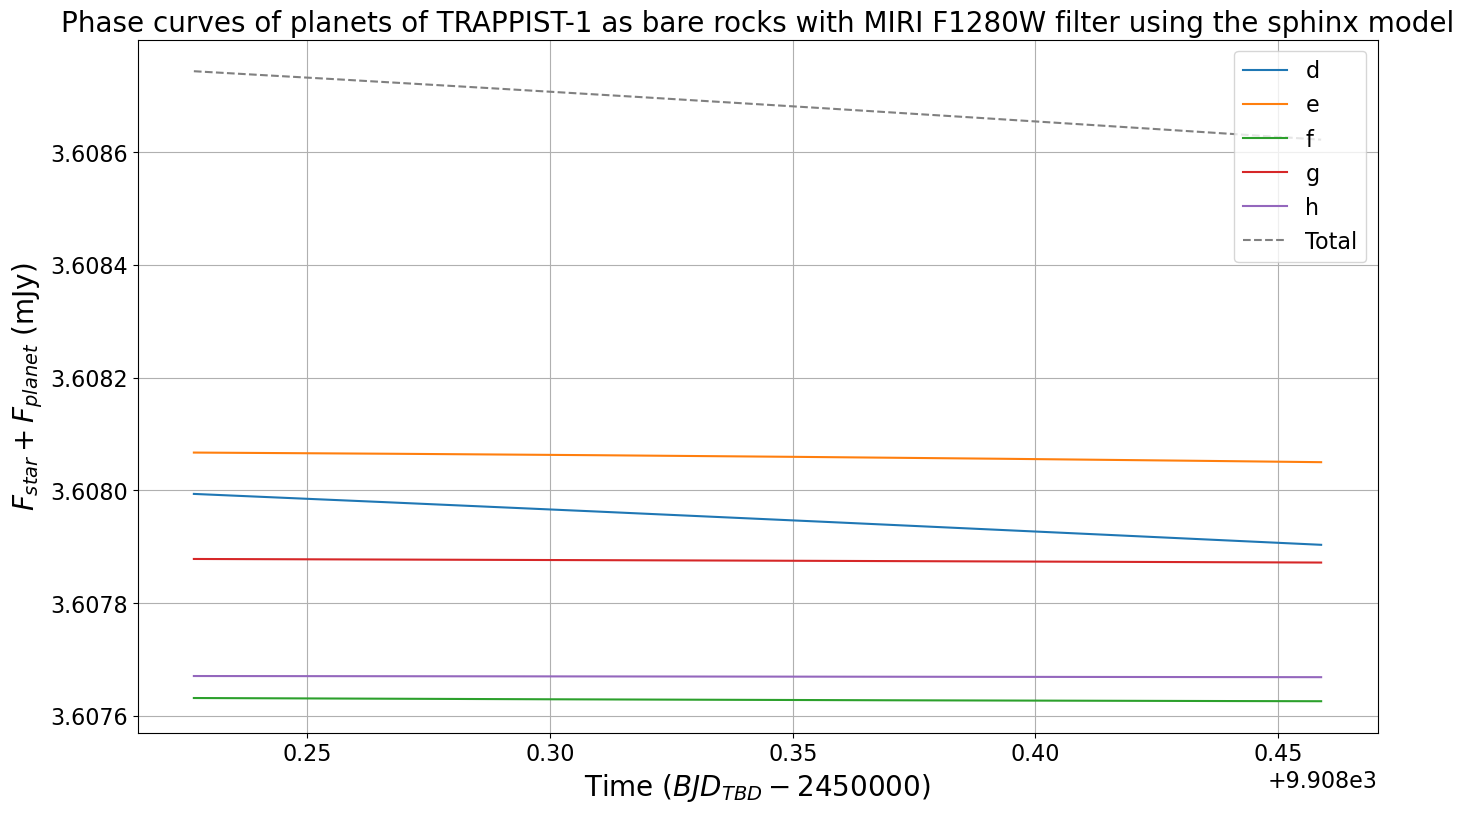 Phase curves of planets of TRAPPIST-1 as bare rocks with MIRI F1280W filter using the sphinx model
d
e
f
g
h
Total
3.6086
3.6084
3.6082
3.6080
3.6078
3.6076
F_star + F_planet (mJy)
0.25 0.30 0.35 0.40 0.45
+9.908e3
Time (BJD_TBD − 2450000)